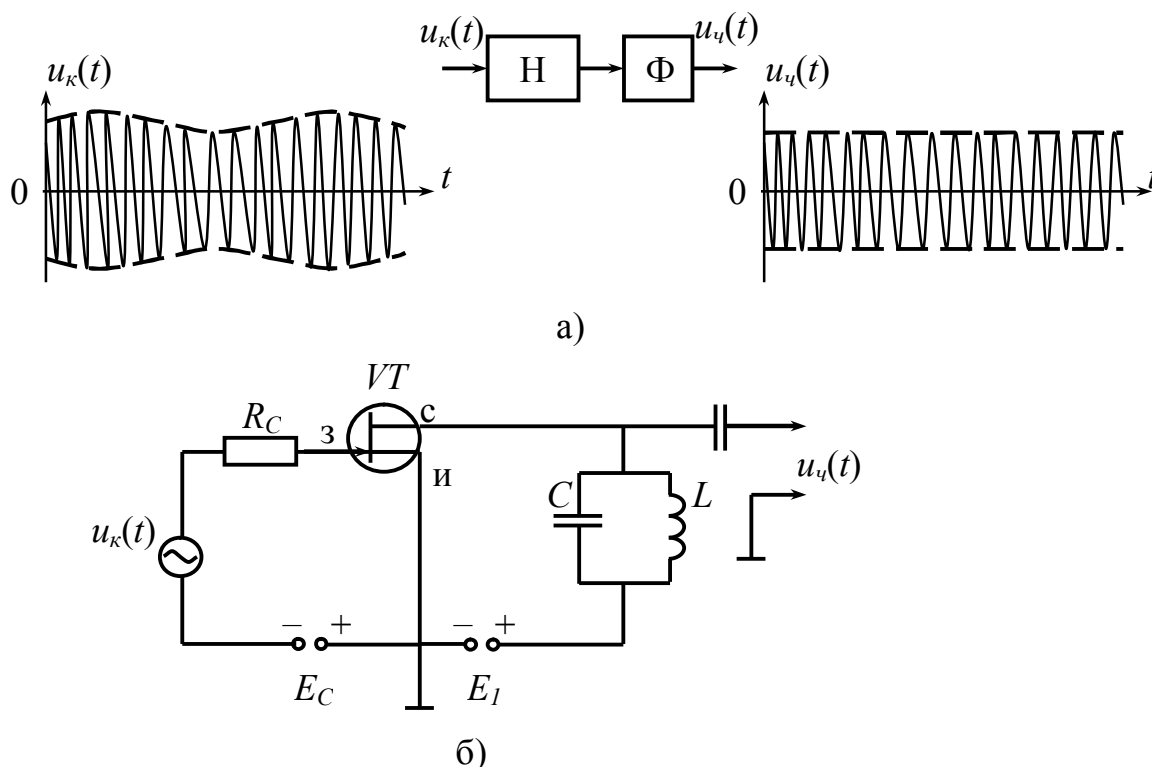 uк(t) uч(t)
Н Ф
uк(t)
uч(t)
0 t
0 t
а)
VT
RC з с
и
C L
uч(t)
uк(t)
– + – +
EC E1
б)